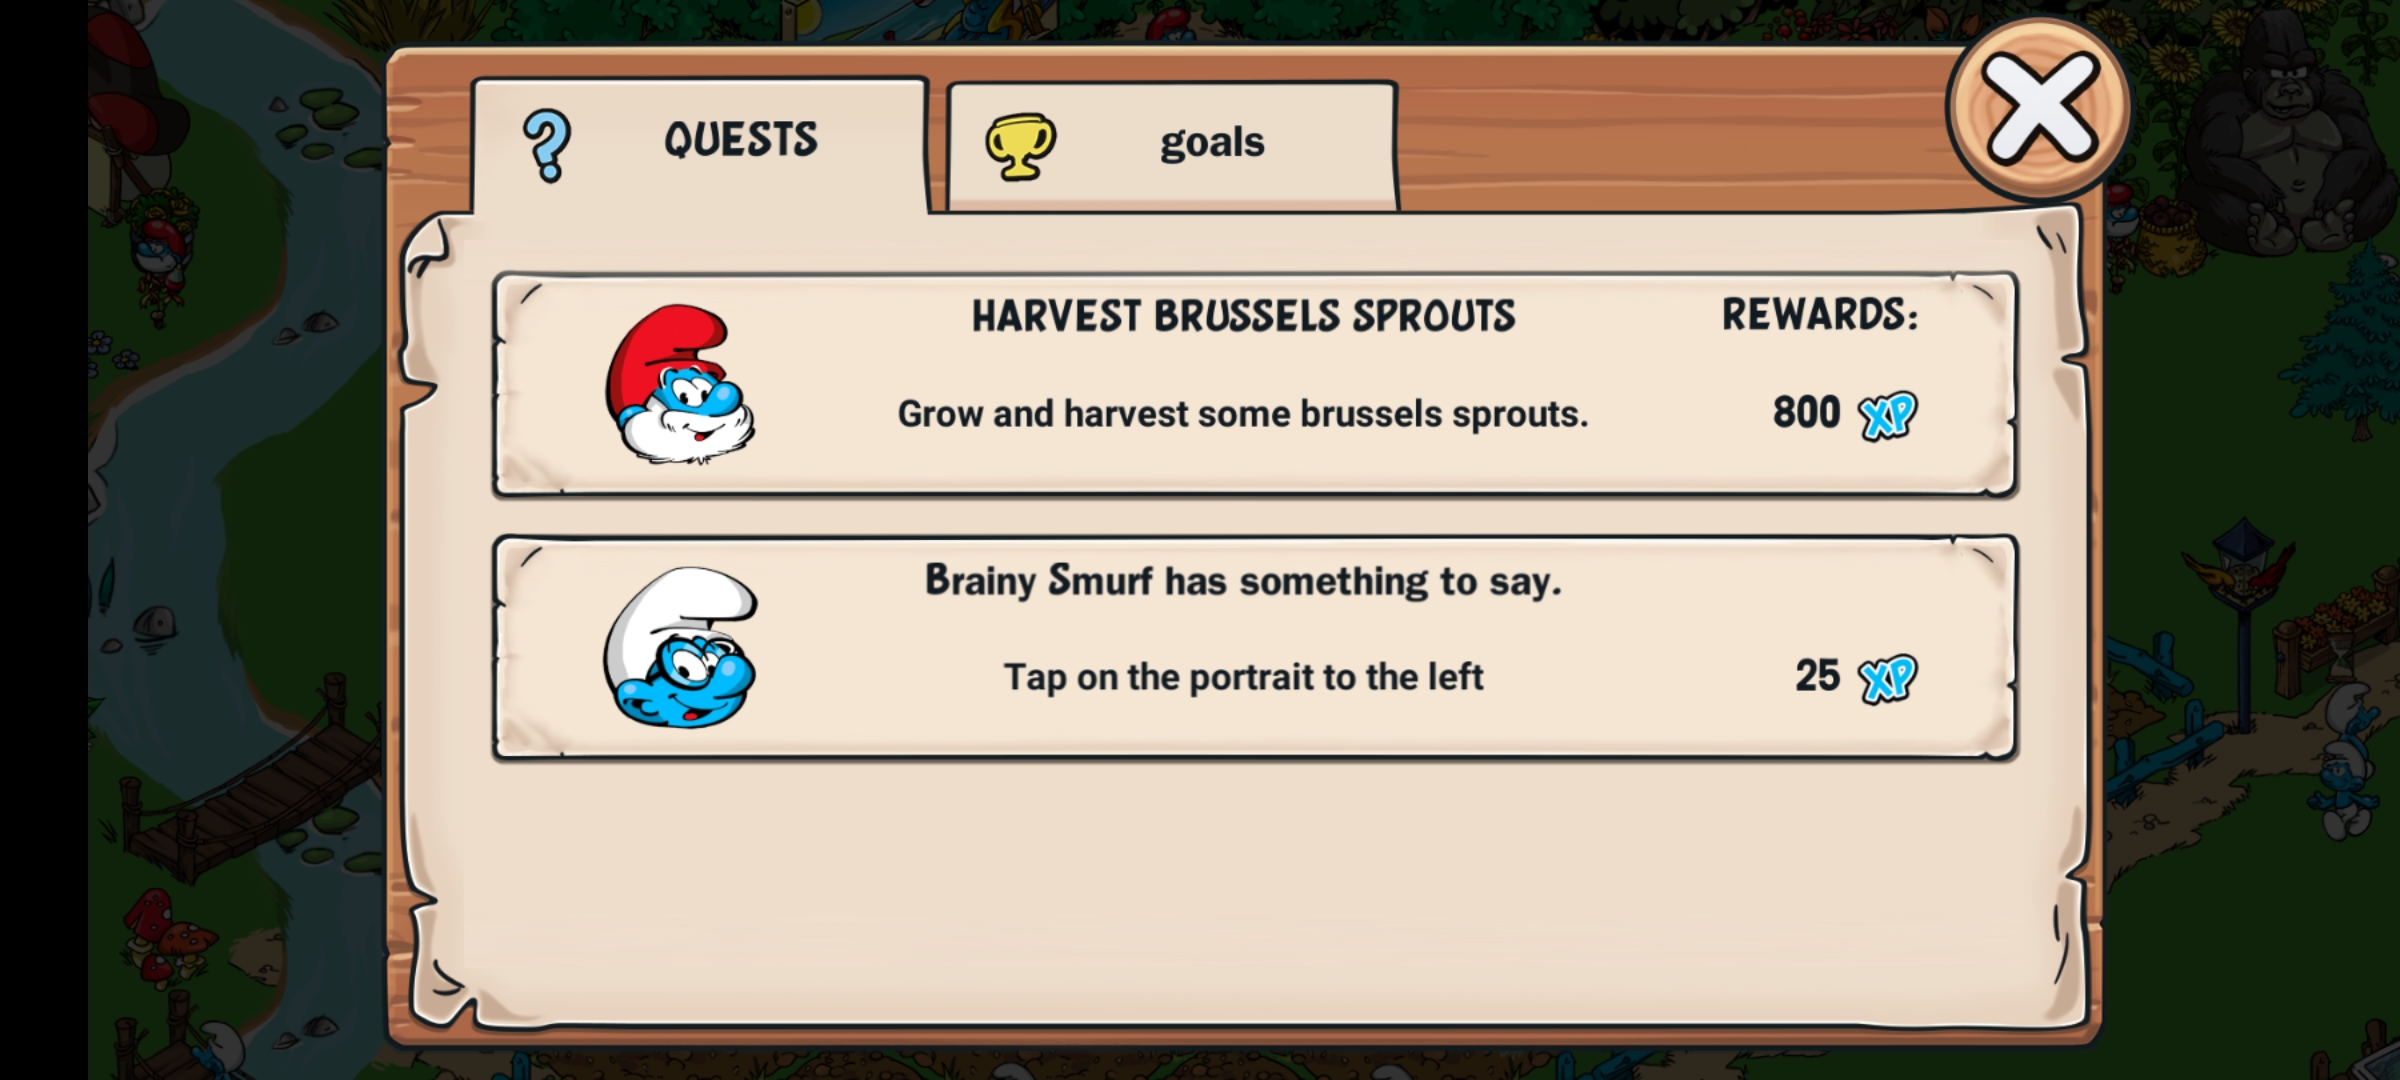 QUESTS
goals
HARVEST BRUSSELS SPROUTS
REWARDS:
Grow and harvest some brussels sprouts.
800 XP
Brainy Smurf has something to say.
Tap on the portrait to the left
25 XP